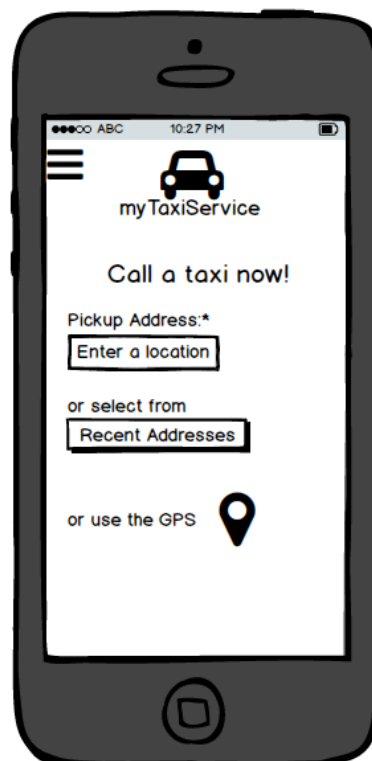 ABC 10:27 PM
myTaxiService
Call a taxi now!
Pickup Address:*
Enter a location
or select from
Recent Addresses
or use the GPS